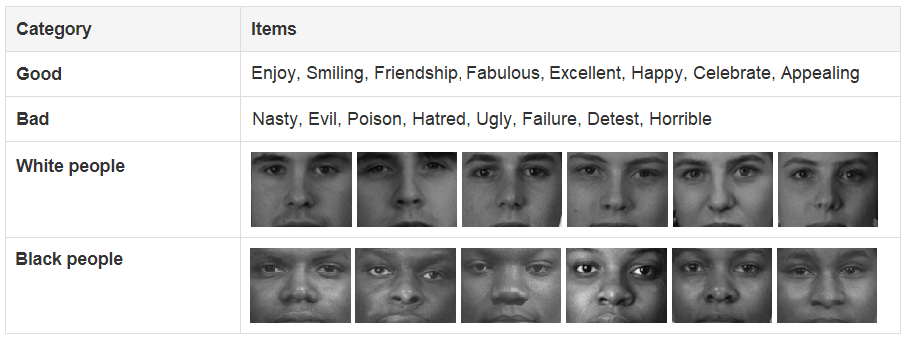 Category Items
Good Enjoy, Smiling, Friendship, Fabulous, Excellent, Happy, Celebrate, Appealing
Bad Nasty, Evil, Poison, Hatred, Ugly, Failure, Detest, Horrible
White people
Black people